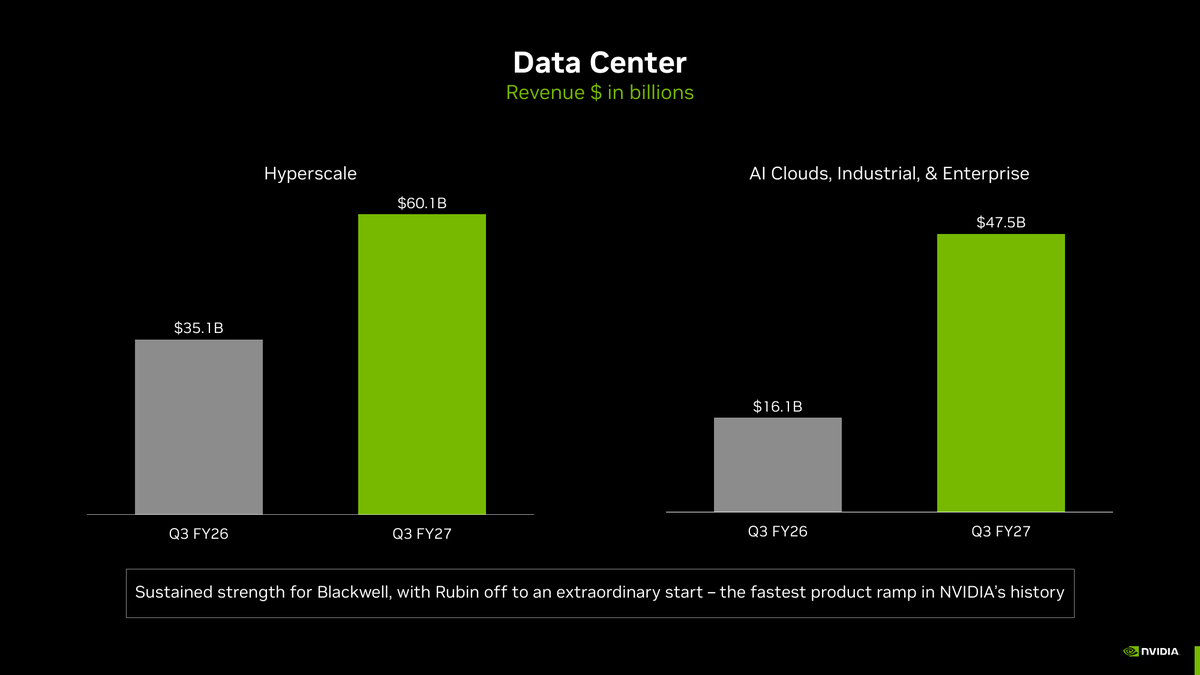 Data Center
Revenue $ in billions
Hyperscale
$60.1B
$35.1B
Q3 FY26
Q3 FY27
AI Clouds, Industrial, & Enterprise
$47.5B
$16.1B
Q3 FY26
Q3 FY27
Sustained strength for Blackwell, with Rubin off to an extraordinary start – the fastest product ramp in NVIDIA’s history
NVIDIA